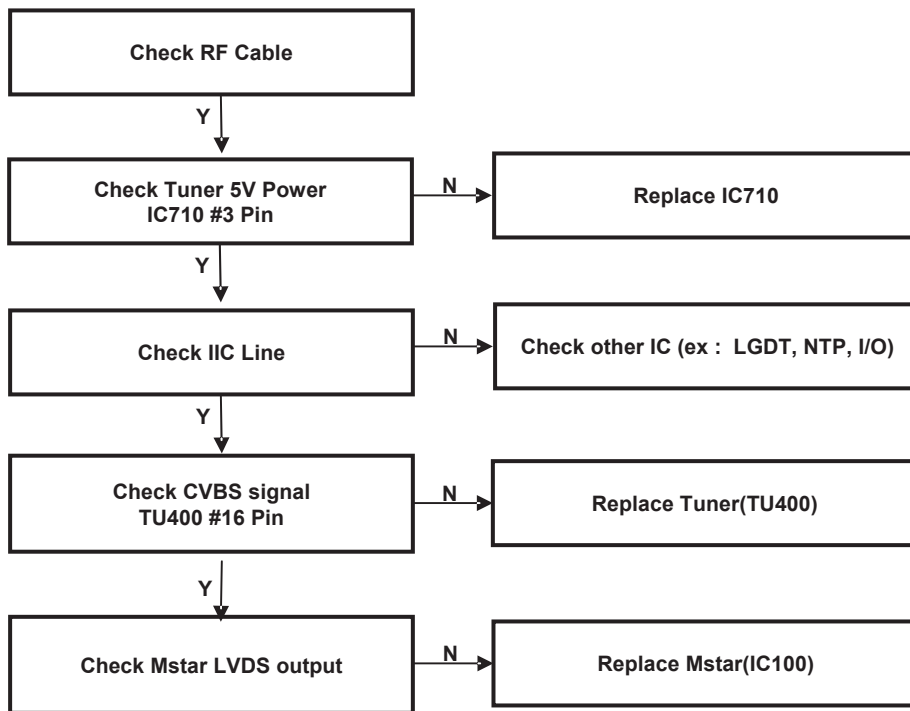 Check RF Cable
Y
Check Tuner 5V Power
IC710 #3 Pin
N
Replace IC710
Y
Check IIC Line
N
Check other IC (ex : LGDT, NTP, I/O)
Y
Check CVBS signal
TU400 #16 Pin
N
Replace Tuner(TU400)
Y
Check Mstar LVDS output
N
Replace Mstar(IC100)